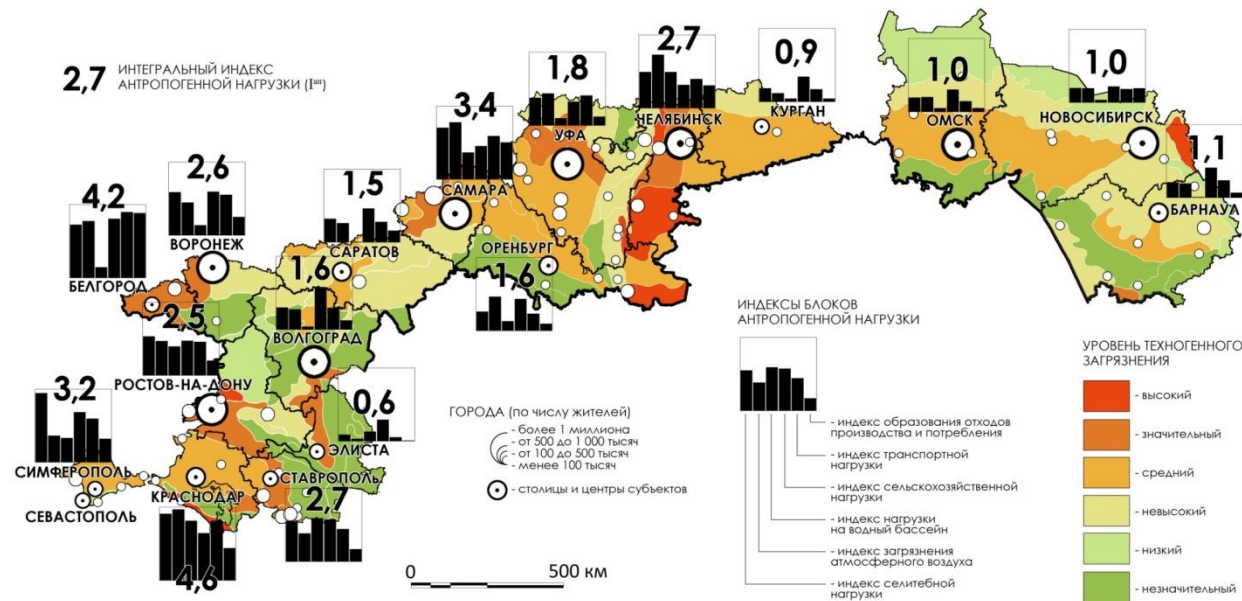 2,7
ИНТЕГРАЛЬНЫЙ ИНДЕКС
АНТРОПОГЕННОЙ НАГРУЗКИ (Iᵃⁿ)
4,2
БЕЛГОРОД
2,6
ВОРОНЕЖ
1,5
САРАТОВ
3,4
САМАРА
1,8
УФА
2,7
ЧЕЛЯБИНСК
0,9
КУРГАН
1,0
ОМСК
1,0
НОВОСИБИРСК
1,1
БАРНАУЛ
ОРЕНБУРГ
1,6
1,6
ВОЛГОГРАД
2,5
РОСТОВ-НА-ДОНУ
3,2
СИМФЕРОПОЛЬ
СЕВАСТОПОЛЬ
КРАСНОДАР
4,6
0,6
ЭЛИСТА
СТАВРОПОЛЬ
2,7
ГОРОДА (по числу жителей)
- более 1 миллиона
- от 500 до 1 000 тысяч
- от 100 до 500 тысяч
- менее 100 тысяч
- столицы и центры субъектов
0 500 км
ИНДЕКСЫ БЛОКОВ
АНТРОПОГЕННОЙ НАГРУЗКИ
- индекс образования отходов
производства и потребления
- индекс транспортной
нагрузки
- индекс сельскохозяйственной
нагрузки
- индекс нагрузки
на водный бассейн
- индекс загрязнения
атмосферного воздуха
- индекс селитебной
нагрузки
УРОВЕНЬ ТЕХНОГЕННОГО
ЗАГРЯЗНЕНИЯ
- высокий
- значительный
- средний
- невысокий
- низкий
- незначительный